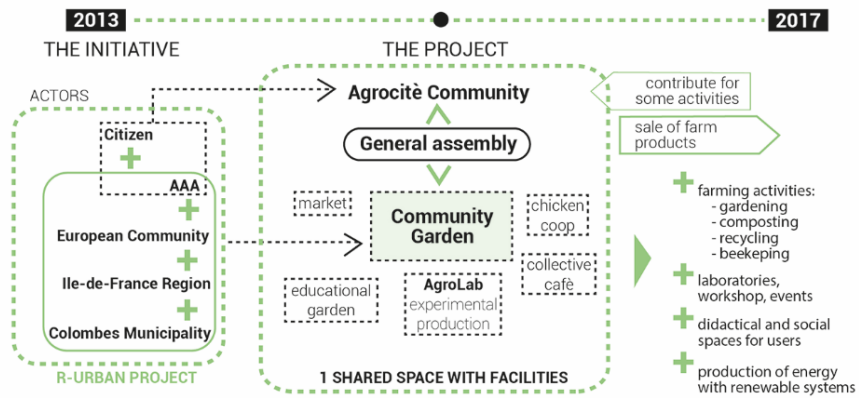 2013
2017
THE INITIATIVE
THE PROJECT
ACTORS
Citizen
AAA
European Community
Ile-de-France Region
Colombes Municipality
R-URBAN PROJECT
Agrocitè Community
General assembly
market
Community
Garden
chicken
coop
educational
garden
AgroLab
experimental
production
collective
cafè
1 SHARED SPACE WITH FACILITIES
contribute for
some activities
sale of farm
products
farming activities:
- gardening
- composting
- recycling
- beekeping
laboratories,
workshop, events
didactical and social
spaces for users
production of energy
with renewable systems